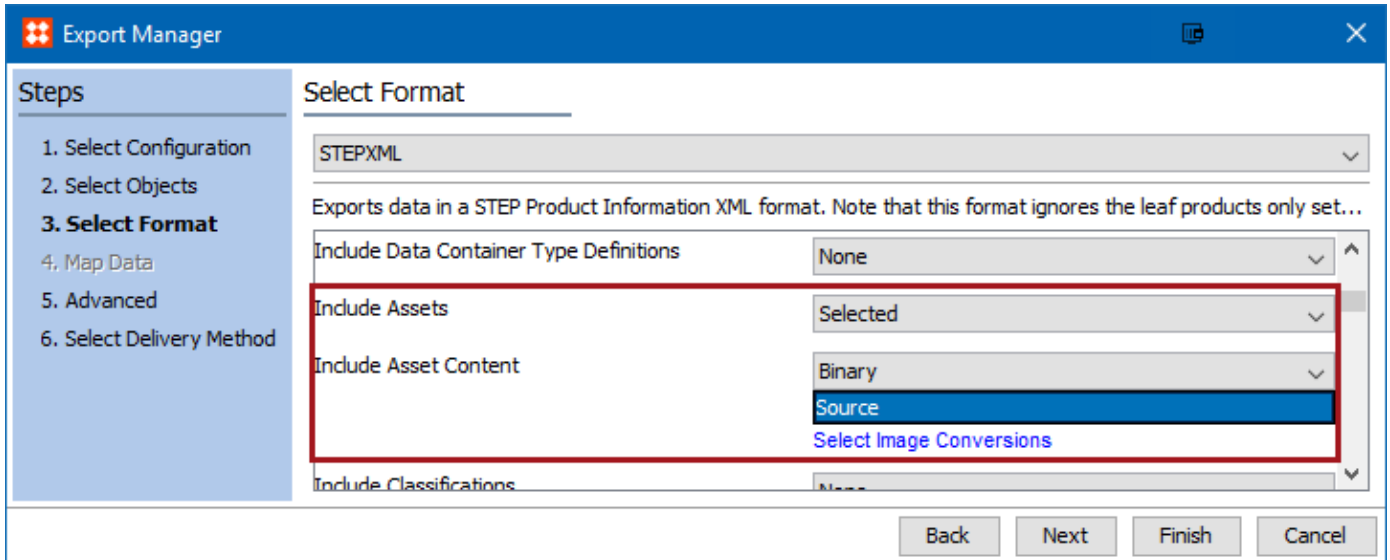 Export Manager
Steps
1. Select Configuration
2. Select Objects
3. Select Format
4. Map Data
5. Advanced
6. Select Delivery Method
Select Format
STEPXML
Exports data in a STEP Product Information XML format. Note that this format ignores the leaf products only set...
Include Data Container Type Definitions
None
Include Assets
Selected
Include Asset Content
Binary
Source
Select Image Conversions
Include Classifications
None
Back
Next
Finish
Cancel